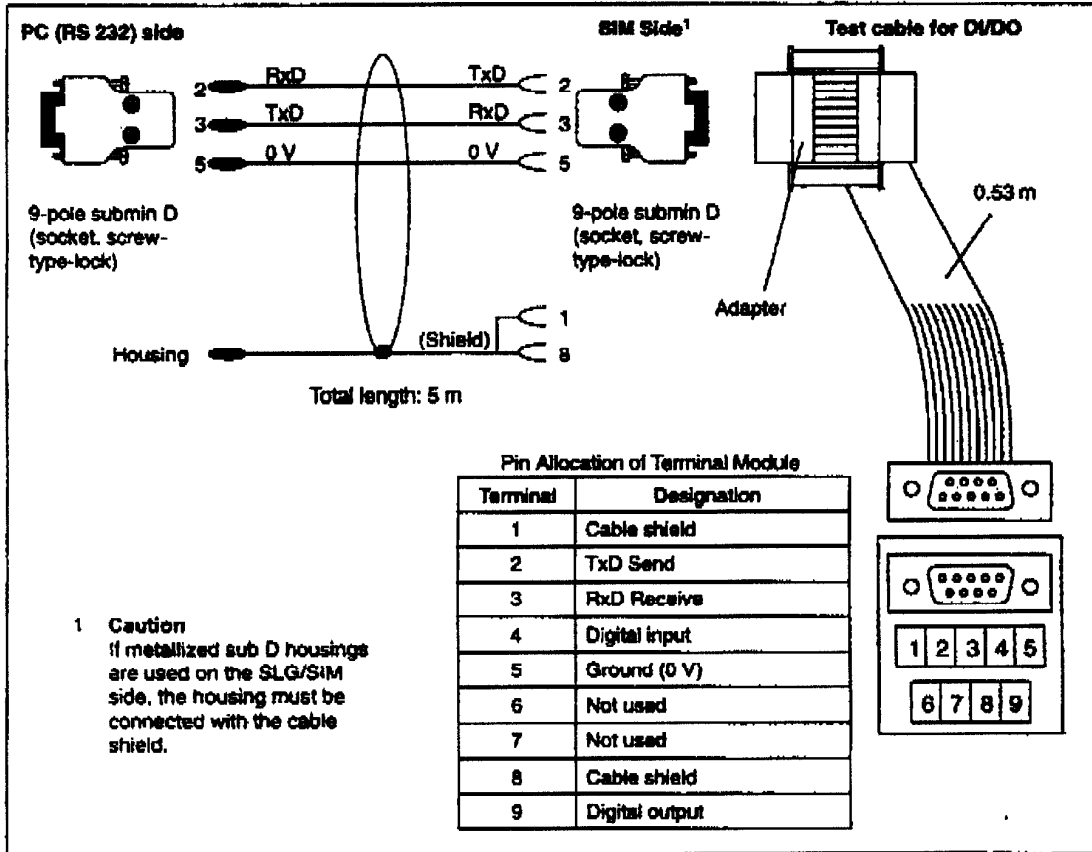 PC (RS 232) side
SIM Side¹
Test cable for DI/DO
2 RxD TxD 2
3 TxD RxD 3
5 0 V 0 V 5
9-pole submin D
(socket, screw-
type-lock)
9-pole submin D
(socket, screw-
type-lock)
0.53 m
Adapter
1
Housing (Shield) 8
Total length: 5 m
Pin Allocation of Terminal Module
Terminal Designation
1 Cable shield
2 TxD Send
3 RxD Receive
4 Digital input
5 Ground (0 V)
6 Not used
7 Not used
8 Cable shield
9 Digital output
1 2 3 4 5
6 7 8 9
1 Caution
If metallized sub D housings
are used on the SLG/SIM
side, the housing must be
connected with the cable
shield.